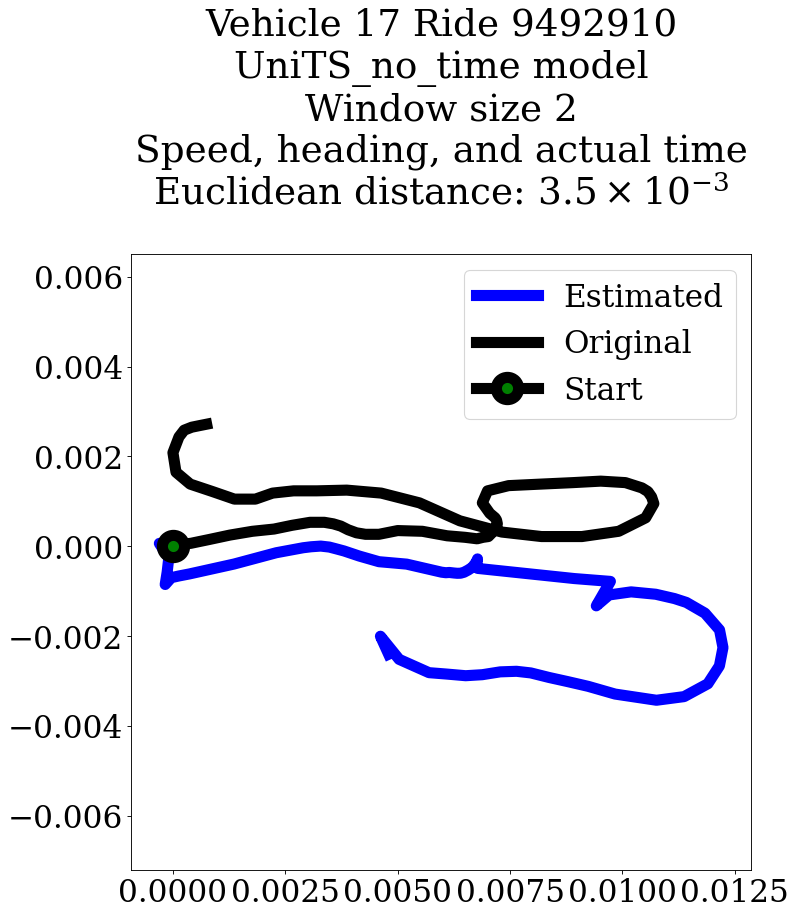 Vehicle 17 Ride 9492910
UniTS_no_time model
Window size 2
Speed, heading, and actual time
Euclidean distance: 3.5 × 10⁻³
Estimated
Original
Start
0.006
0.004
0.002
0.000
−0.002
−0.004
−0.006
0.0000 0.0025 0.0050 0.0075 0.0100 0.0125